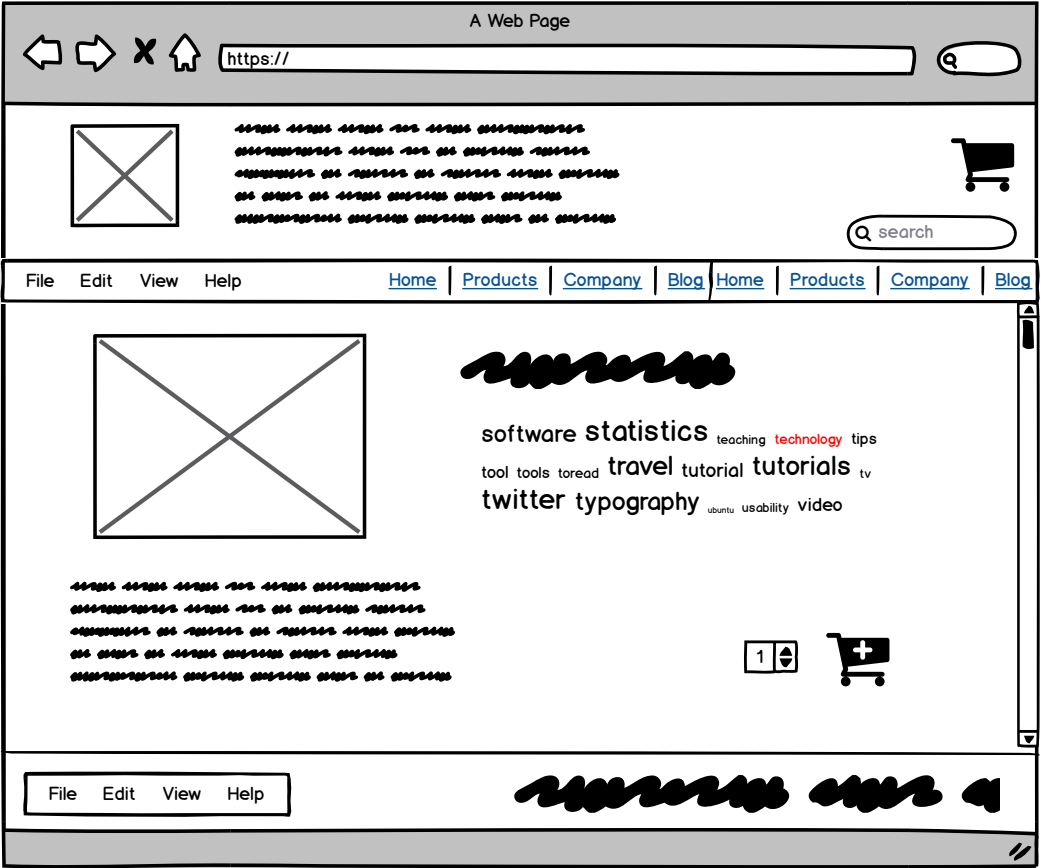 A Web Page
https://
search
File Edit View Help Home Products Company Blog Home Products Company Blog
software statistics teaching technology tips
tool tools toread travel tutorial tutorials tv
twitter typography ubuntu usability video
1
File Edit View Help